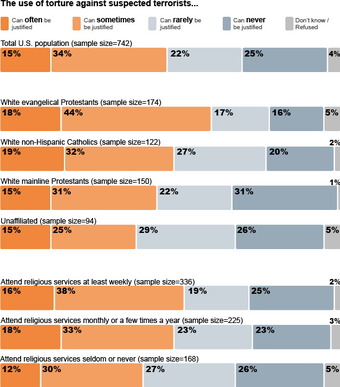 The use of torture against suspected terrorists...
Can often be justified
Can sometimes be justified
Can rarely be justified
Can never be justified
Don't know / Refused
Total U.S. population (sample size=742)
15% 34% 22% 25% 4%
White evangelical Protestants (sample size=174)
18% 44% 17% 16% 5%
White non-Hispanic Catholics (sample size=122)
19% 32% 27% 20% 2%
White mainline Protestants (sample size=150)
15% 31% 22% 31% 1%
Unaffiliated (sample size=94)
15% 25% 29% 26% 5%
Attend religious services at least weekly (sample size=336)
16% 38% 19% 25% 2%
Attend religious services monthly or a few times a year (sample size=225)
18% 33% 23% 23% 3%
Attend religious services seldom or never (sample size=168)
12% 30% 27% 26% 5%